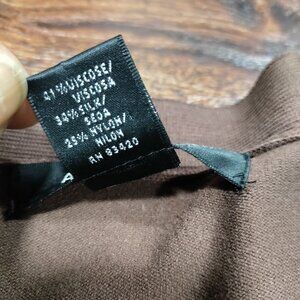 41% VISCOSE/
VISCOSA
34% SILK/
SEDA
25% NYLON/
NILON
RN 83420
A